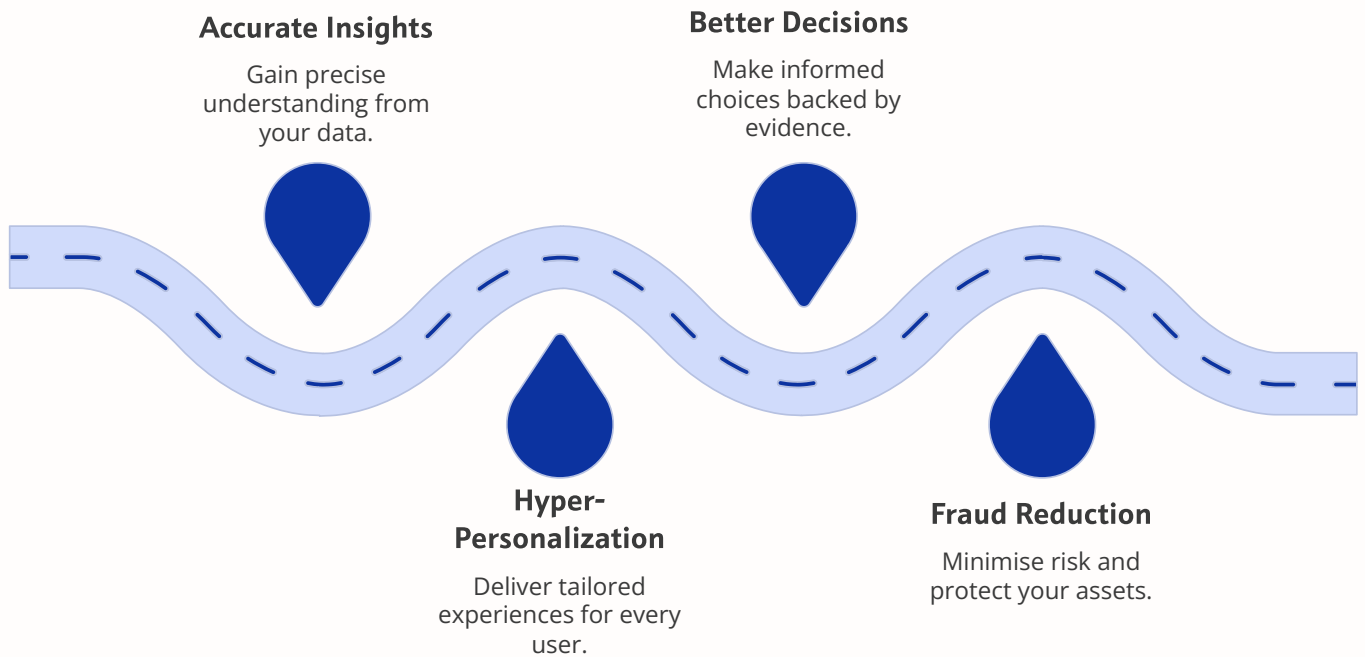 Accurate Insights
Gain precise
understanding from
your data.
Better Decisions
Make informed
choices backed by
evidence.
Hyper-
Personalization
Deliver tailored
experiences for every
user.
Fraud Reduction
Minimise risk and
protect your assets.